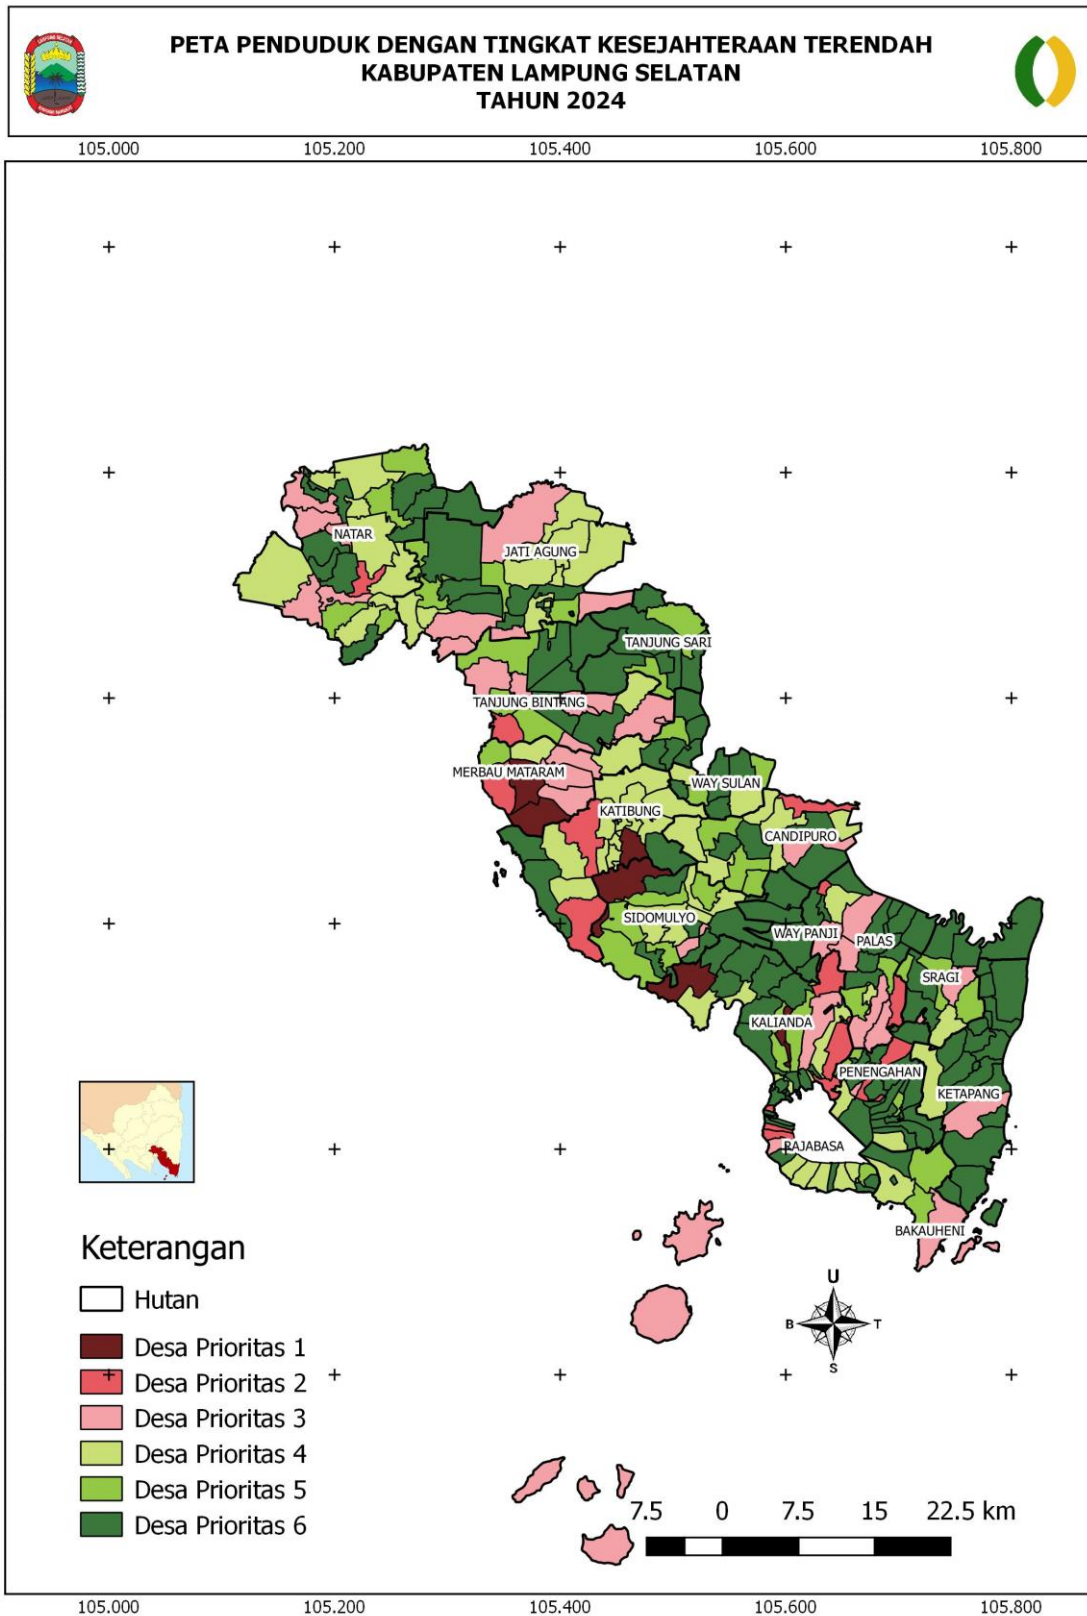 PETA PENDUDUK DENGAN TINGKAT KESEJAHTERAAN TERENDAH
KABUPATEN LAMPUNG SELATAN
TAHUN 2024
LAMPUNG SELATAN
105.000 105.200 105.400 105.600 105.800
NATAR
JATI AGUNG
TANJUNG SARI
TANJUNG BINTANG
MERBAU MATARAM
WAY SULAN
KATIBUNG
CANDIPURO
SIDOMULYO
WAY PANJI
PALAS
SRAGI
KALIANDA
PENENGAHAN
KETAPANG
RAJABASA
BAKAUHENI
Keterangan
Hutan
Desa Prioritas 1
Desa Prioritas 2
Desa Prioritas 3
Desa Prioritas 4
Desa Prioritas 5
Desa Prioritas 6
U
B T
S
7.5 0 7.5 15 22.5 km
105.000 105.200 105.400 105.600 105.800